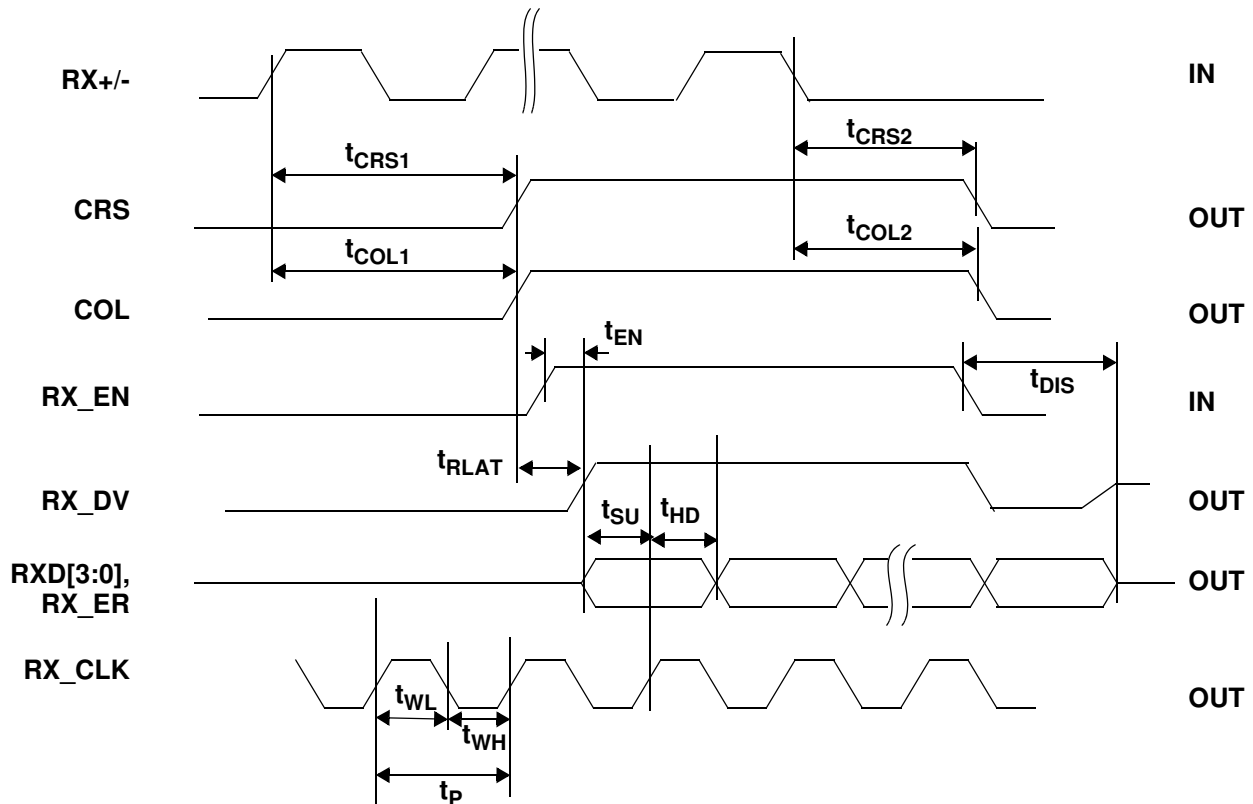 RX+/- IN
tCRS2
tCRS1
CRS OUT
tCOL2
tCOL1
COL OUT
tEN
tDIS
RX_EN IN
tRLAT
RX_DV OUT
tSU tHD
RXD[3:0], OUT
RX_ER
RX_CLK OUT
tWL
tWH
tP